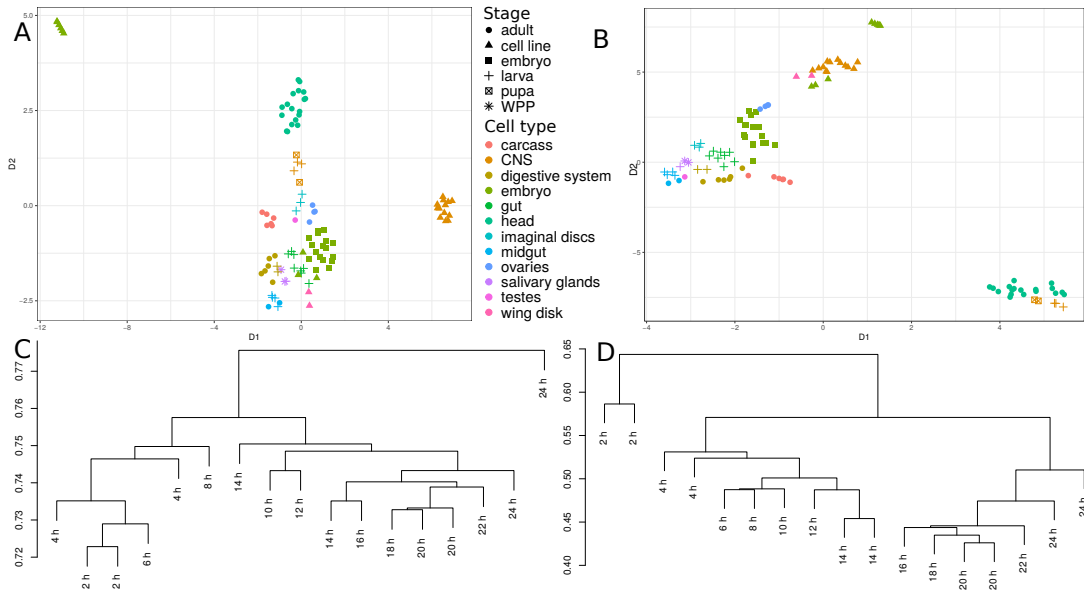 A
D2
5.0
2.5
0.0
-2.5
-12
-8
-4
0
4
D1
Stage
adult
cell line
embryo
larva
pupa
WPP
Cell type
carcass
CNS
digestive system
embryo
gut
head
imaginal discs
midgut
ovaries
salivary glands
testes
wing disk
B
D2
5
0
-5
-4
-2
0
2
4
D1
C
0.77
0.76
0.75
0.74
0.73
0.72
4 h
2 h
2 h
6 h
4 h
8 h
14 h
10 h
12 h
14 h
16 h
18 h
20 h
20 h
22 h
24 h
24 h
D
0.65
0.60
0.55
0.50
0.45
0.40
2 h
2 h
4 h
4 h
6 h
8 h
10 h
12 h
14 h
14 h
16 h
18 h
20 h
20 h
22 h
24 h
24 h